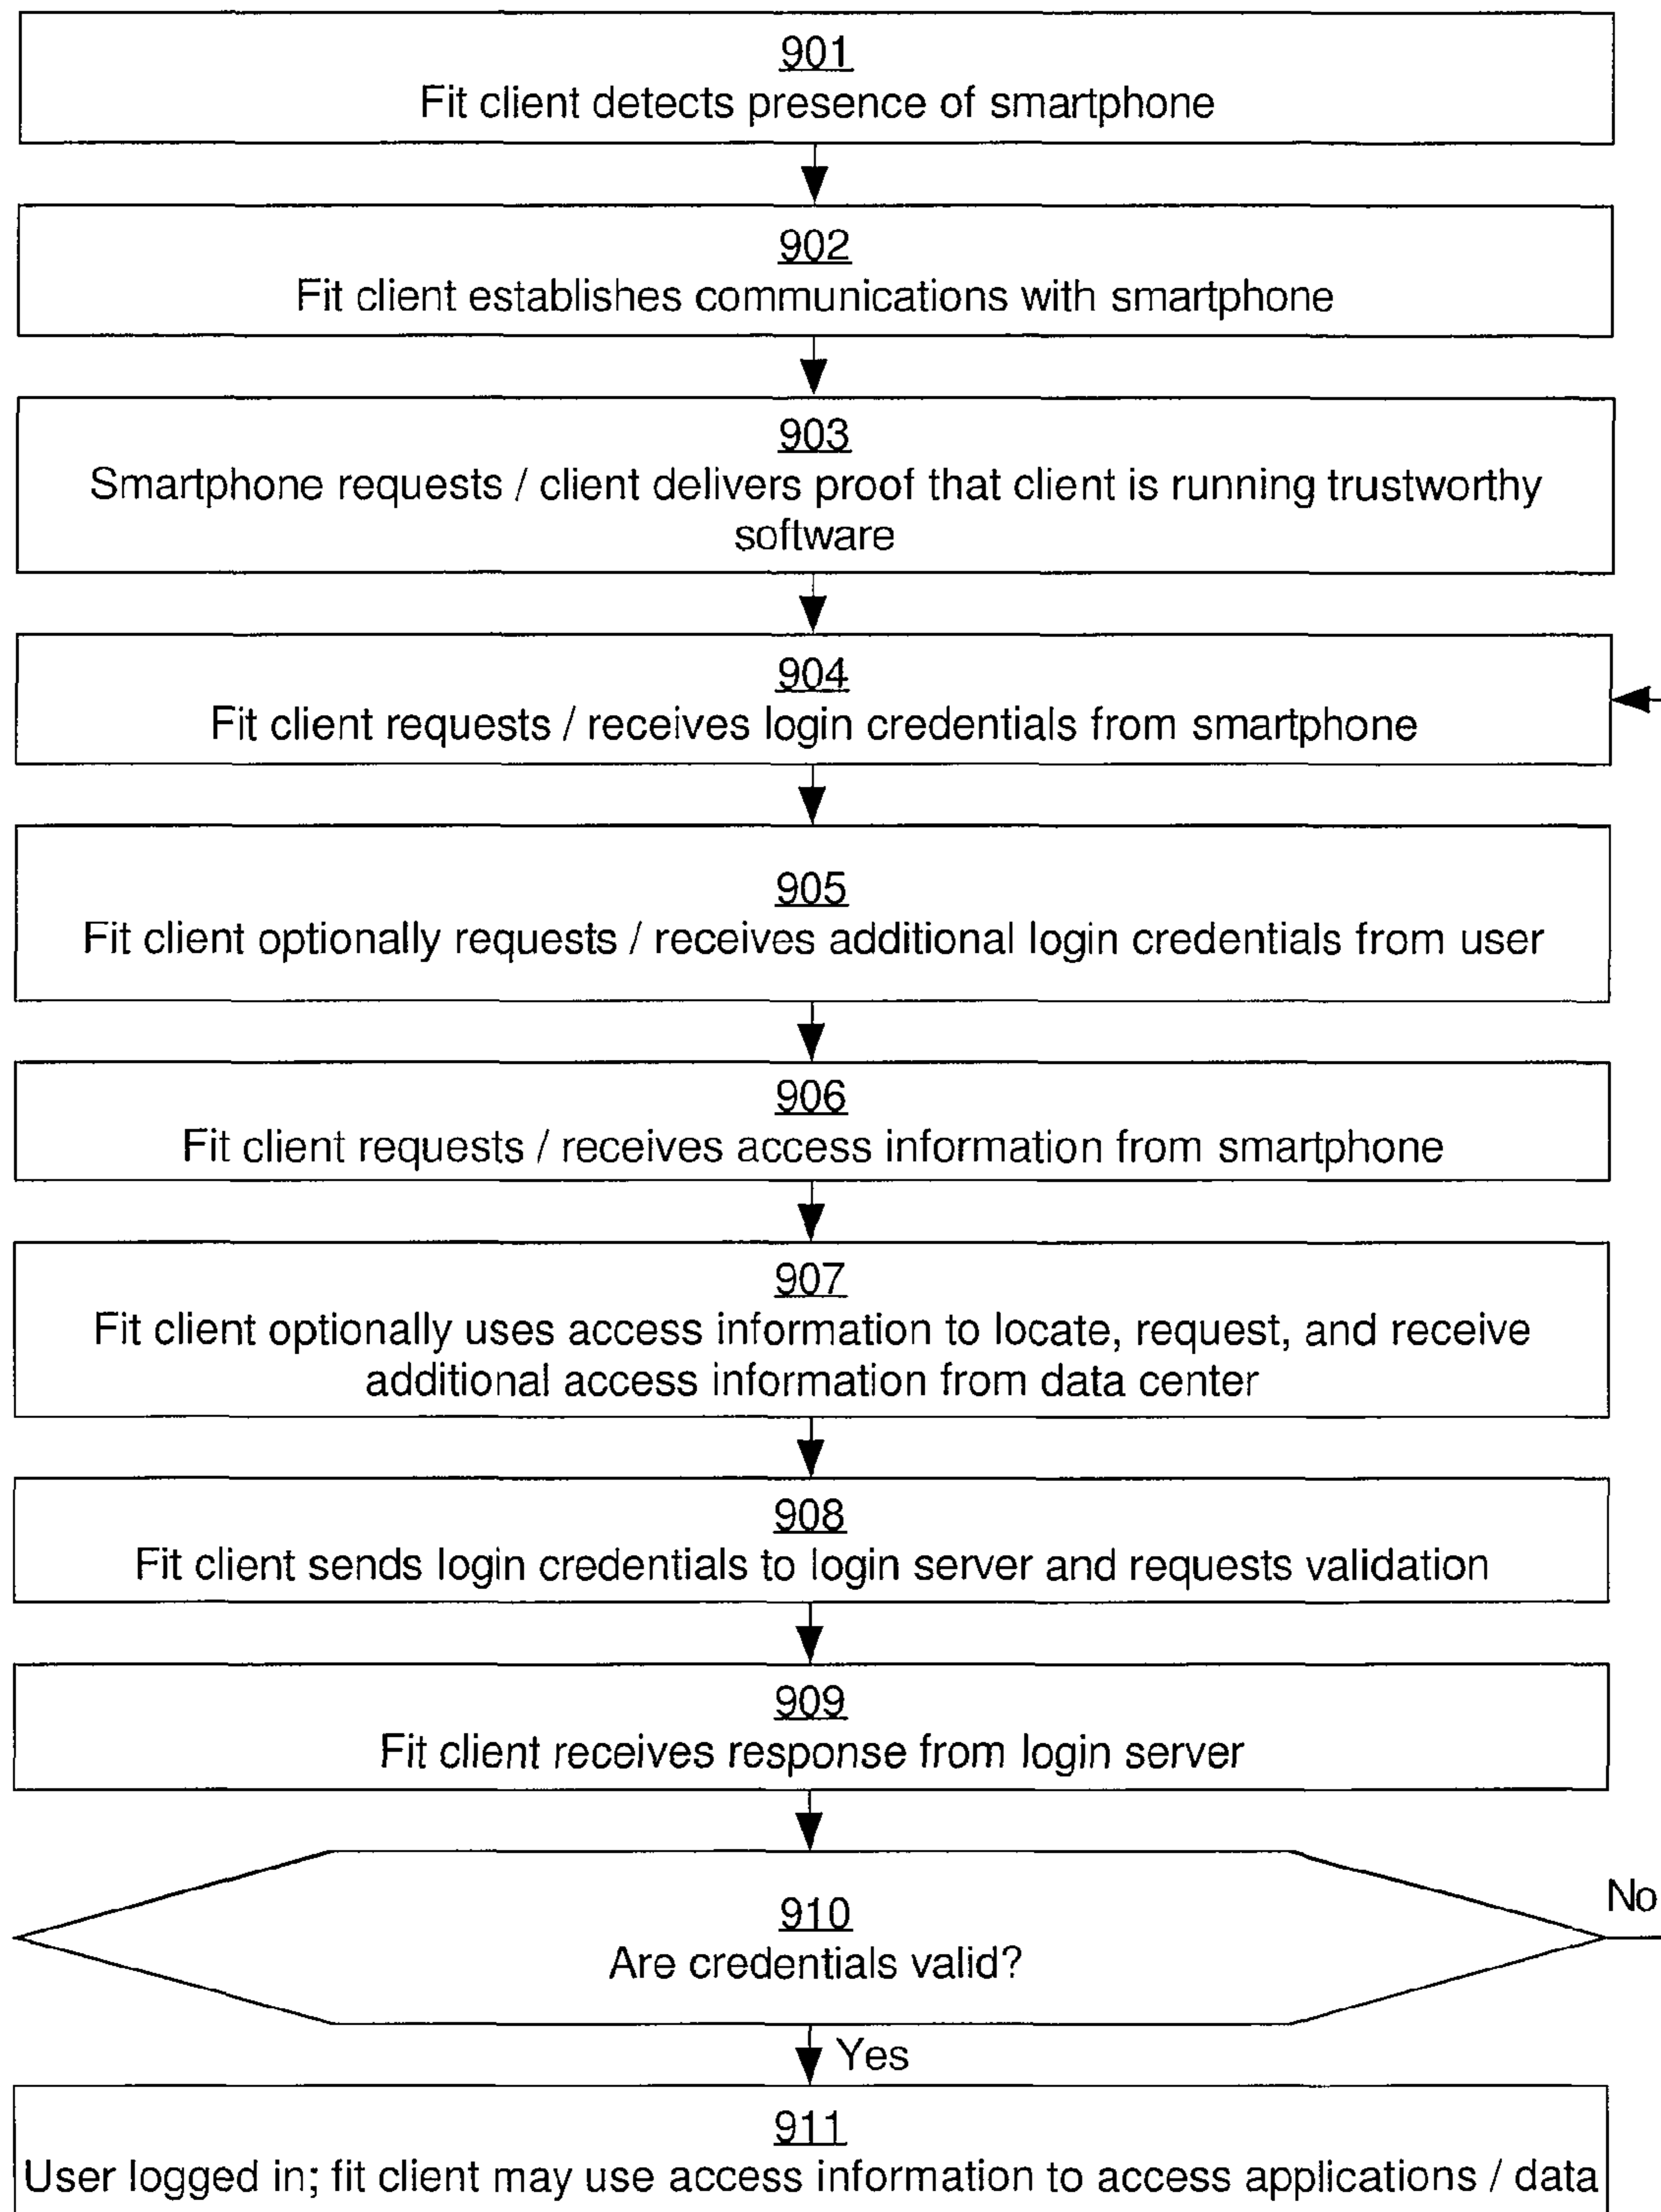 901
Fit client detects presence of smartphone
902
Fit client establishes communications with smartphone
903
Smartphone requests / client delivers proof that client is running trustworthy
software
904
Fit client requests / receives login credentials from smartphone
905
Fit client optionally requests / receives additional login credentials from user
906
Fit client requests / receives access information from smartphone
907
Fit client optionally uses access information to locate, request, and receive
additional access information from data center
908
Fit client sends login credentials to login server and requests validation
909
Fit client receives response from login server
No
910
Are credentials valid?
Yes
911
User logged in; fit client may use access information to access applications / data